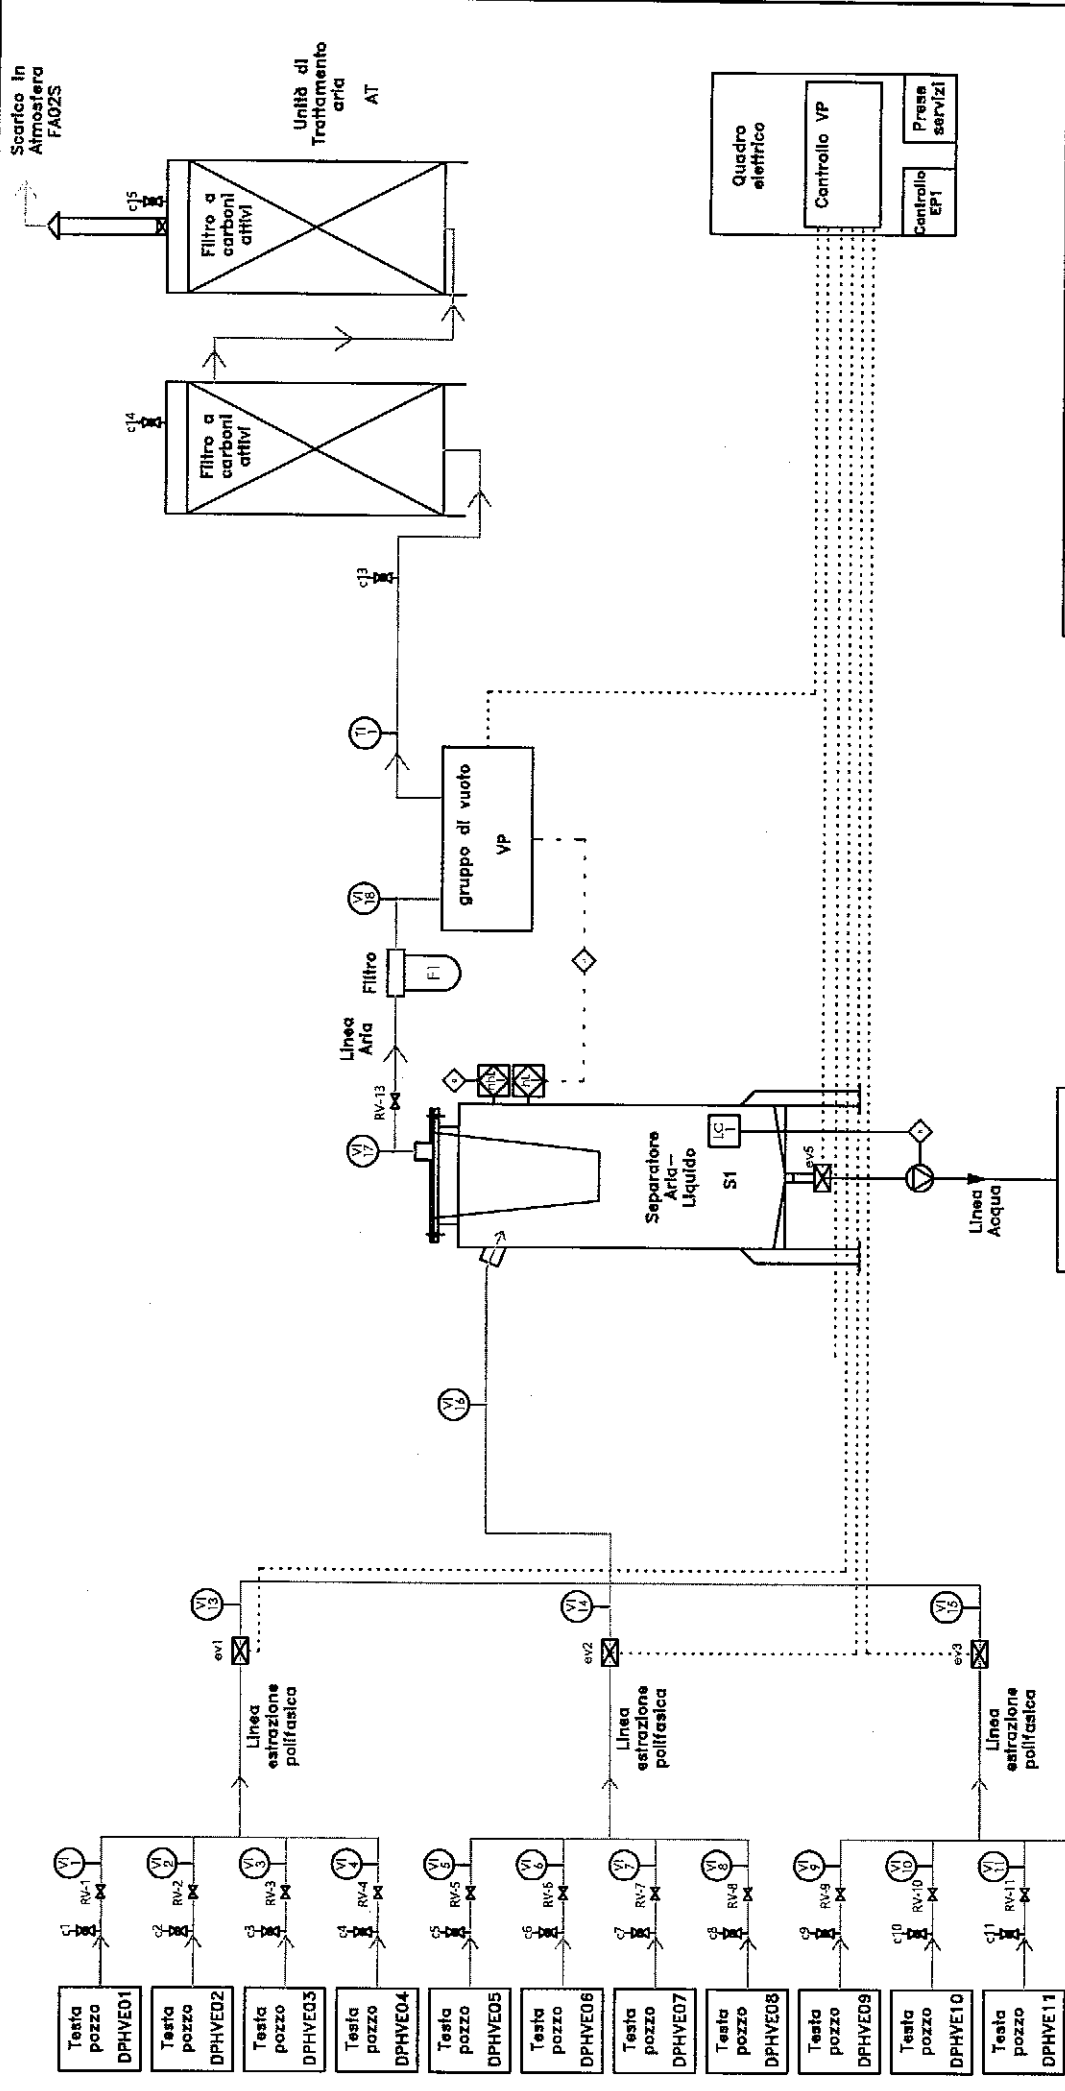 Scarico in
Atmosfera
FA02S
Unità di
Trattamento
aria
AT
c15
Filtro a
carboni
attivi
c14
Filtro a
carboni
attivi
c13
TI
1
Quadro
elettrico
Controllo VP
Controllo
EP1
Prese
servizi
gruppo di vuoto
VP
VI
18
Filtro
F1
Linea
Aria
RV-13
VI
17
hL
Separatore
Aria-
Liquido
S1
LC
1
ev5
Linea
Acqua
VI
16
VI
13
ev1
VI
14
ev2
VI
15
ev3
Linea
estrazione
polifasica
Linea
estrazione
polifasica
Linea
estrazione
polifasica
VI
1
RV-1
c1
Testa
pozzo
DPHVE01
VI
2
RV-2
c2
Testa
pozzo
DPHVE02
VI
3
RV-3
c3
Testa
pozzo
DPHVE03
VI
4
RV-4
c4
Testa
pozzo
DPHVE04
VI
5
RV-5
c5
Testa
pozzo
DPHVE05
VI
6
RV-6
c6
Testa
pozzo
DPHVE06
VI
7
RV-7
c7
Testa
pozzo
DPHVE07
VI
8
RV-8
c8
Testa
pozzo
DPHVE08
VI
9
RV-9
c9
Testa
pozzo
DPHVE09
VI
10
RV-10
c10
Testa
pozzo
DPHVE10
VI
11
RV-11
c11
Testa
pozzo
DPHVE11